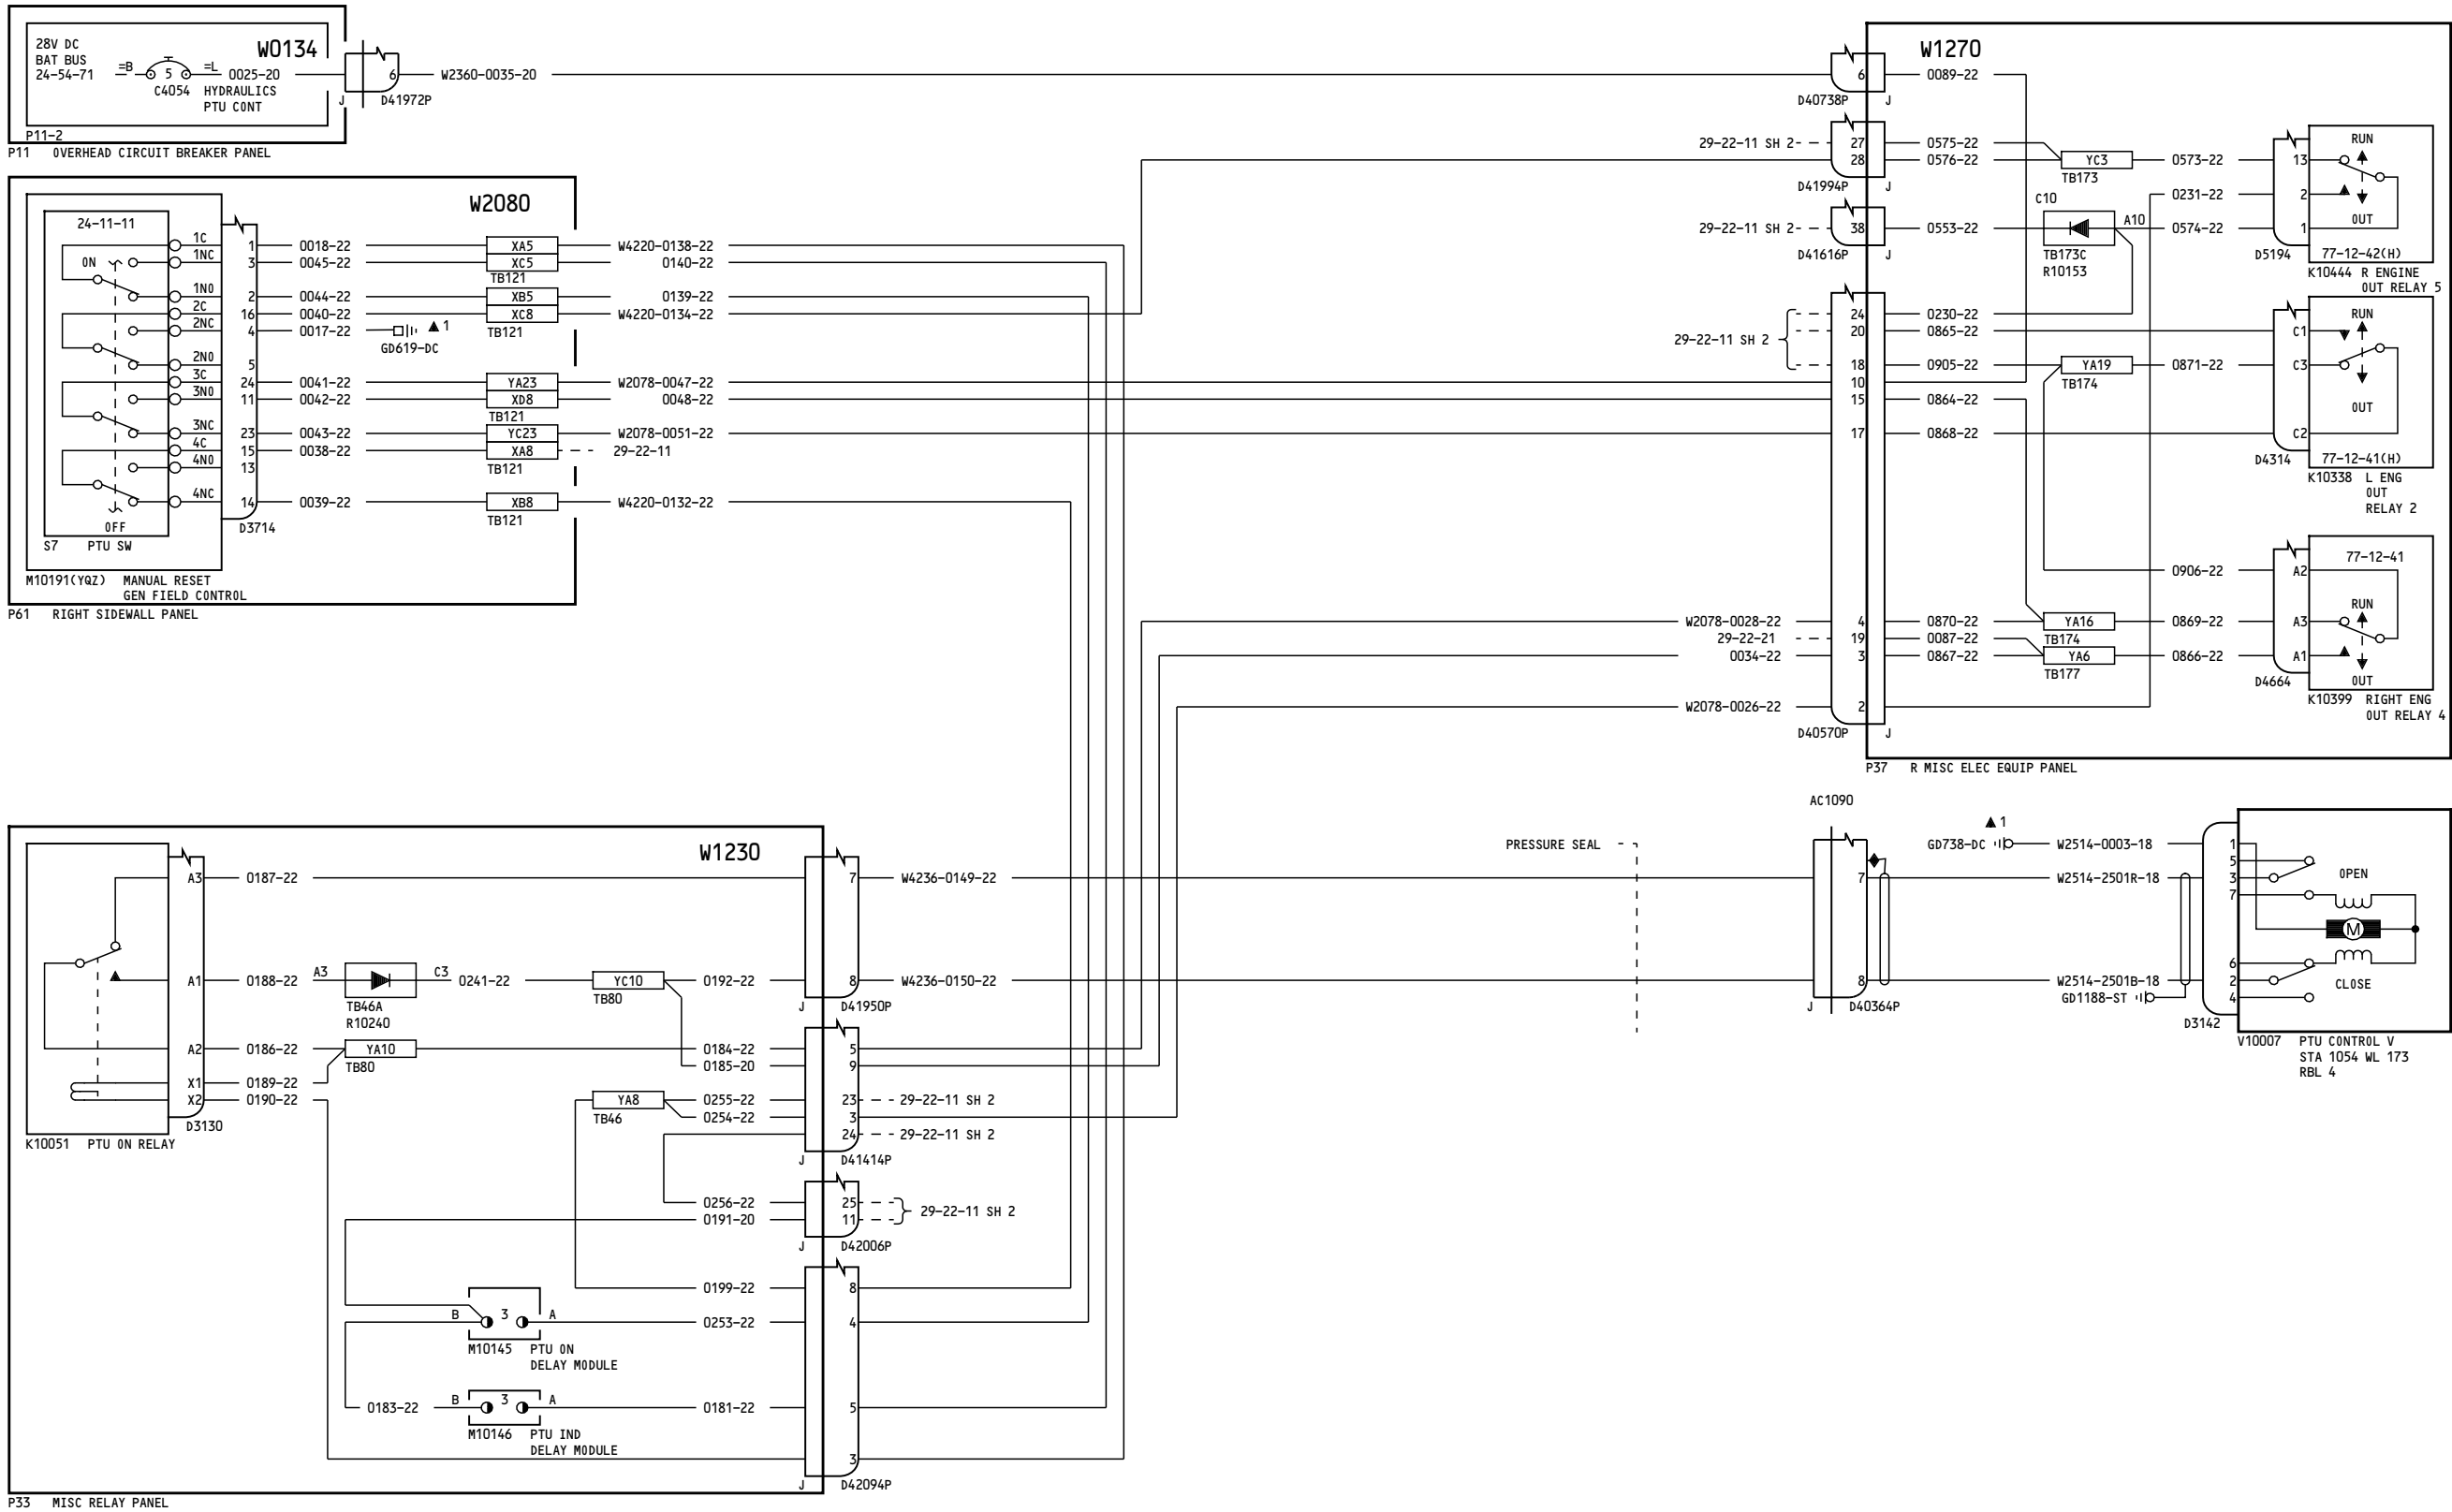 28V DC
BAT BUS
24-54-71
=B
5
=L
0025-20
C4054
HYDRAULICS
PTU CONT
W0134
P11-2
P11 OVERHEAD CIRCUIT BREAKER PANEL
J
6
D41972P
W2360-0035-20
6
D40738P
J
W1270
0089-22
29-22-11 SH 2
27
28
D41994P
J
0575-22
0576-22
YC3
TB173
0573-22
0231-22
29-22-11 SH 2
38
D41616P
J
0553-22
C10
A10
TB173C
R10153
0574-22
13
2
1
D5194
RUN
OUT
77-12-42(H)
K10444 R ENGINE
OUT RELAY 5
W2080
24-11-11
ON
OFF
S7 PTU SW
1C
1NC
1NO
2C
2NC
2NO
3C
3NO
3NC
4C
4NO
4NC
1
3
2
16
4
5
24
11
23
15
13
14
D3714
0018-22
0045-22
0044-22
0040-22
0017-22
0041-22
0042-22
0043-22
0038-22
0039-22
XA5
XC5
TB121
XB5
XC8
TB121
GD619-DC
1
YA23
XD8
TB121
YC23
XA8
TB121
XB8
TB121
W4220-0138-22
0140-22
0139-22
W4220-0134-22
W2078-0047-22
0048-22
W2078-0051-22
29-22-11
W4220-0132-22
M10191(YQZ) MANUAL RESET
GEN FIELD CONTROL
P61 RIGHT SIDEWALL PANEL
29-22-11 SH 2
24
20
18
10
15
17
4
19
3
2
D40570P
J
W2078-0028-22
29-22-21
0034-22
W2078-0026-22
0230-22
0865-22
0905-22
0864-22
0868-22
0870-22
0087-22
0867-22
YA19
TB174
0871-22
0906-22
YA16
TB174
YA6
TB177
0869-22
0866-22
C1
C3
C2
D4314
RUN
OUT
77-12-41(H)
K10338 L ENG
OUT
RELAY 2
77-12-41
A2
A3
A1
D4664
RUN
OUT
K10399 RIGHT ENG
OUT RELAY 4
P37 R MISC ELEC EQUIP PANEL
W1230
A3
A1
A2
X1
X2
D3130
K10051 PTU ON RELAY
0187-22
0188-22
0186-22
0189-22
0190-22
A3
C3
TB46A
R10240
0241-22
YC10
TB80
YA10
TB80
0192-22
0184-22
0185-20
YA8
TB46
0255-22
0254-22
0256-22
0191-20
0199-22
0253-22
0181-22
7
8
J
D41950P
5
9
23
3
24
J
D41414P
29-22-11 SH 2
29-22-11 SH 2
25
11
J
D42006P
29-22-11 SH 2
8
4
5
3
J
D42094P
B
3
A
M10145 PTU ON
DELAY MODULE
0183-22
B
3
A
M10146 PTU IND
DELAY MODULE
P33 MISC RELAY PANEL
W4236-0149-22
W4236-0150-22
PRESSURE SEAL
AC1090
7
8
J
D40364P
1
GD738-DC
W2514-0003-18
W2514-2501R-18
W2514-2501B-18
GD1188-ST
1
5
3
7
6
2
4
D3142
OPEN
M
CLOSE
V10007 PTU CONTROL V
STA 1054 WL 173
RBL 4